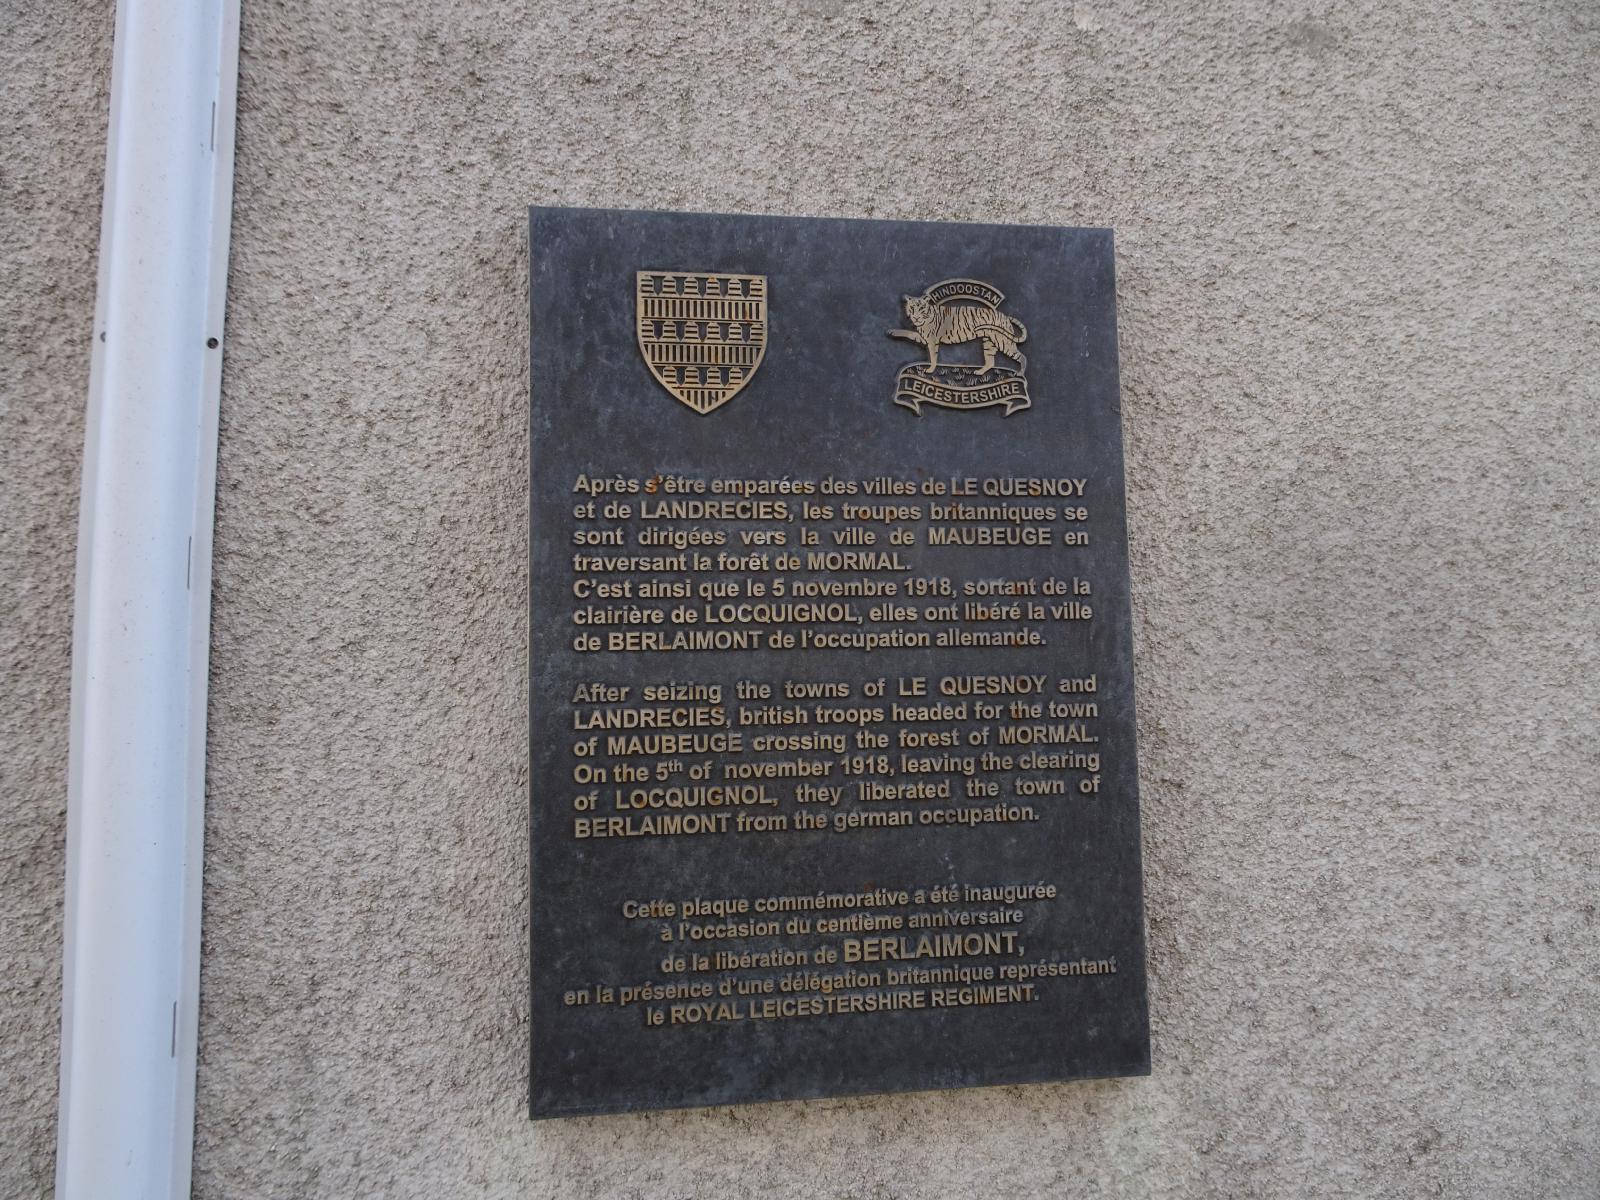 HINDOOSTAN
LEICESTERSHIRE
Après s'être emparées des villes de LE QUESNOY
et de LANDRECIES, les troupes britanniques se
sont dirigées vers la ville de MAUBEUGE en
traversant la forêt de MORMAL.
C'est ainsi que le 5 novembre 1918, sortant de la
clairière de LOCQUIGNOL, elles ont libéré la ville
de BERLAIMONT de l'occupation allemande.
After seizing the towns of LE QUESNOY and
LANDRECIES, british troops headed for the town
of MAUBEUGE crossing the forest of MORMAL.
On the 5th of november 1918, leaving the clearing
of LOCQUIGNOL, they liberated the town of
BERLAIMONT from the german occupation.
Cette plaque commémorative a été inaugurée
à l'occasion du centième anniversaire
de la libération de BERLAIMONT,
en la présence d'une délégation britannique représentant
le ROYAL LEICESTERSHIRE REGIMENT.